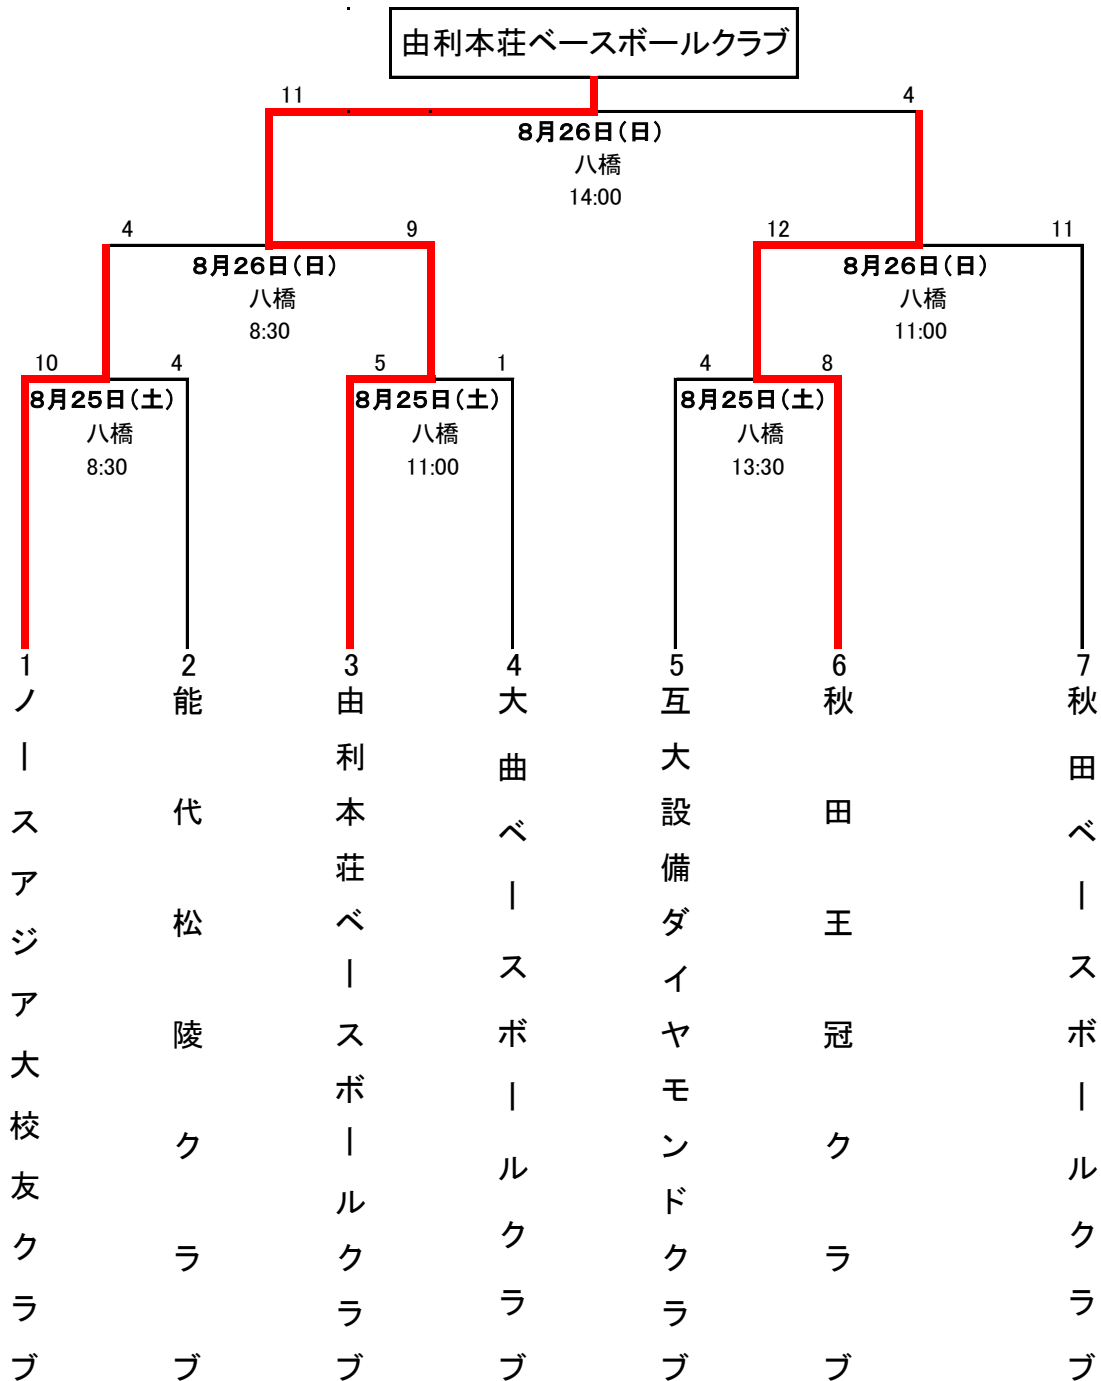 由利本荘ベースボールクラブ
11
4
8月26日(日)
八橋
14:00
4
9
12
11
8月26日(日)
八橋
8:30
8月26日(日)
八橋
11:00
10
4
5
1
4
8
8月25日(土)
八橋
8:30
8月25日(土)
八橋
11:00
8月25日(土)
八橋
13:30
1
ノースアジア大校友クラブ
2
能代松陵クラブ
3
由利本荘ベースボールクラブ
4
大曲ベースボールクラブ
5
互大設備ダイヤモンドクラブ
6
秋田王冠クラブ
7
秋田ベースボールクラブ